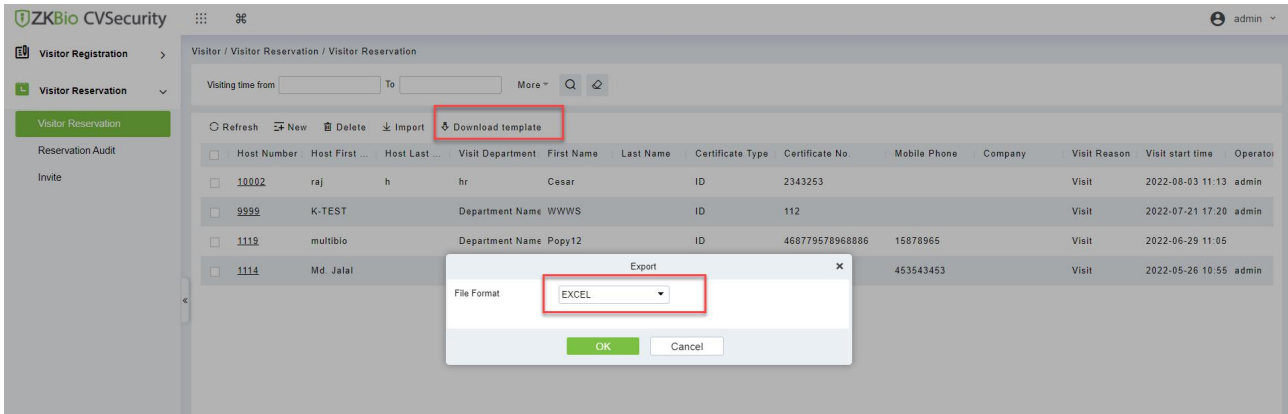 ZKBio CVSecurity
admin
Visitor Registration
Visitor / Visitor Reservation / Visitor Reservation
Visitor Reservation
Visiting time from To More
Visitor Reservation
Reservation Audit
Invite
Refresh New Delete Import Download template
Host Number Host First ... Host Last ... Visit Department First Name Last Name Certificate Type Certificate No. Mobile Phone Company Visit Reason Visit start time Operator
10002 raj h hr Cesar ID 2343253 Visit 2022-08-03 11:13 admin
9999 K-TEST Department Name WWWS ID 112 Visit 2022-07-21 17:20 admin
1119 multibio Department Name Popy12 ID 468779578968886 15878965 Visit 2022-06-29 11:05
1114 Md. Jalal 453543453 Visit 2022-05-26 10:55 admin
Export
File Format EXCEL
OK Cancel